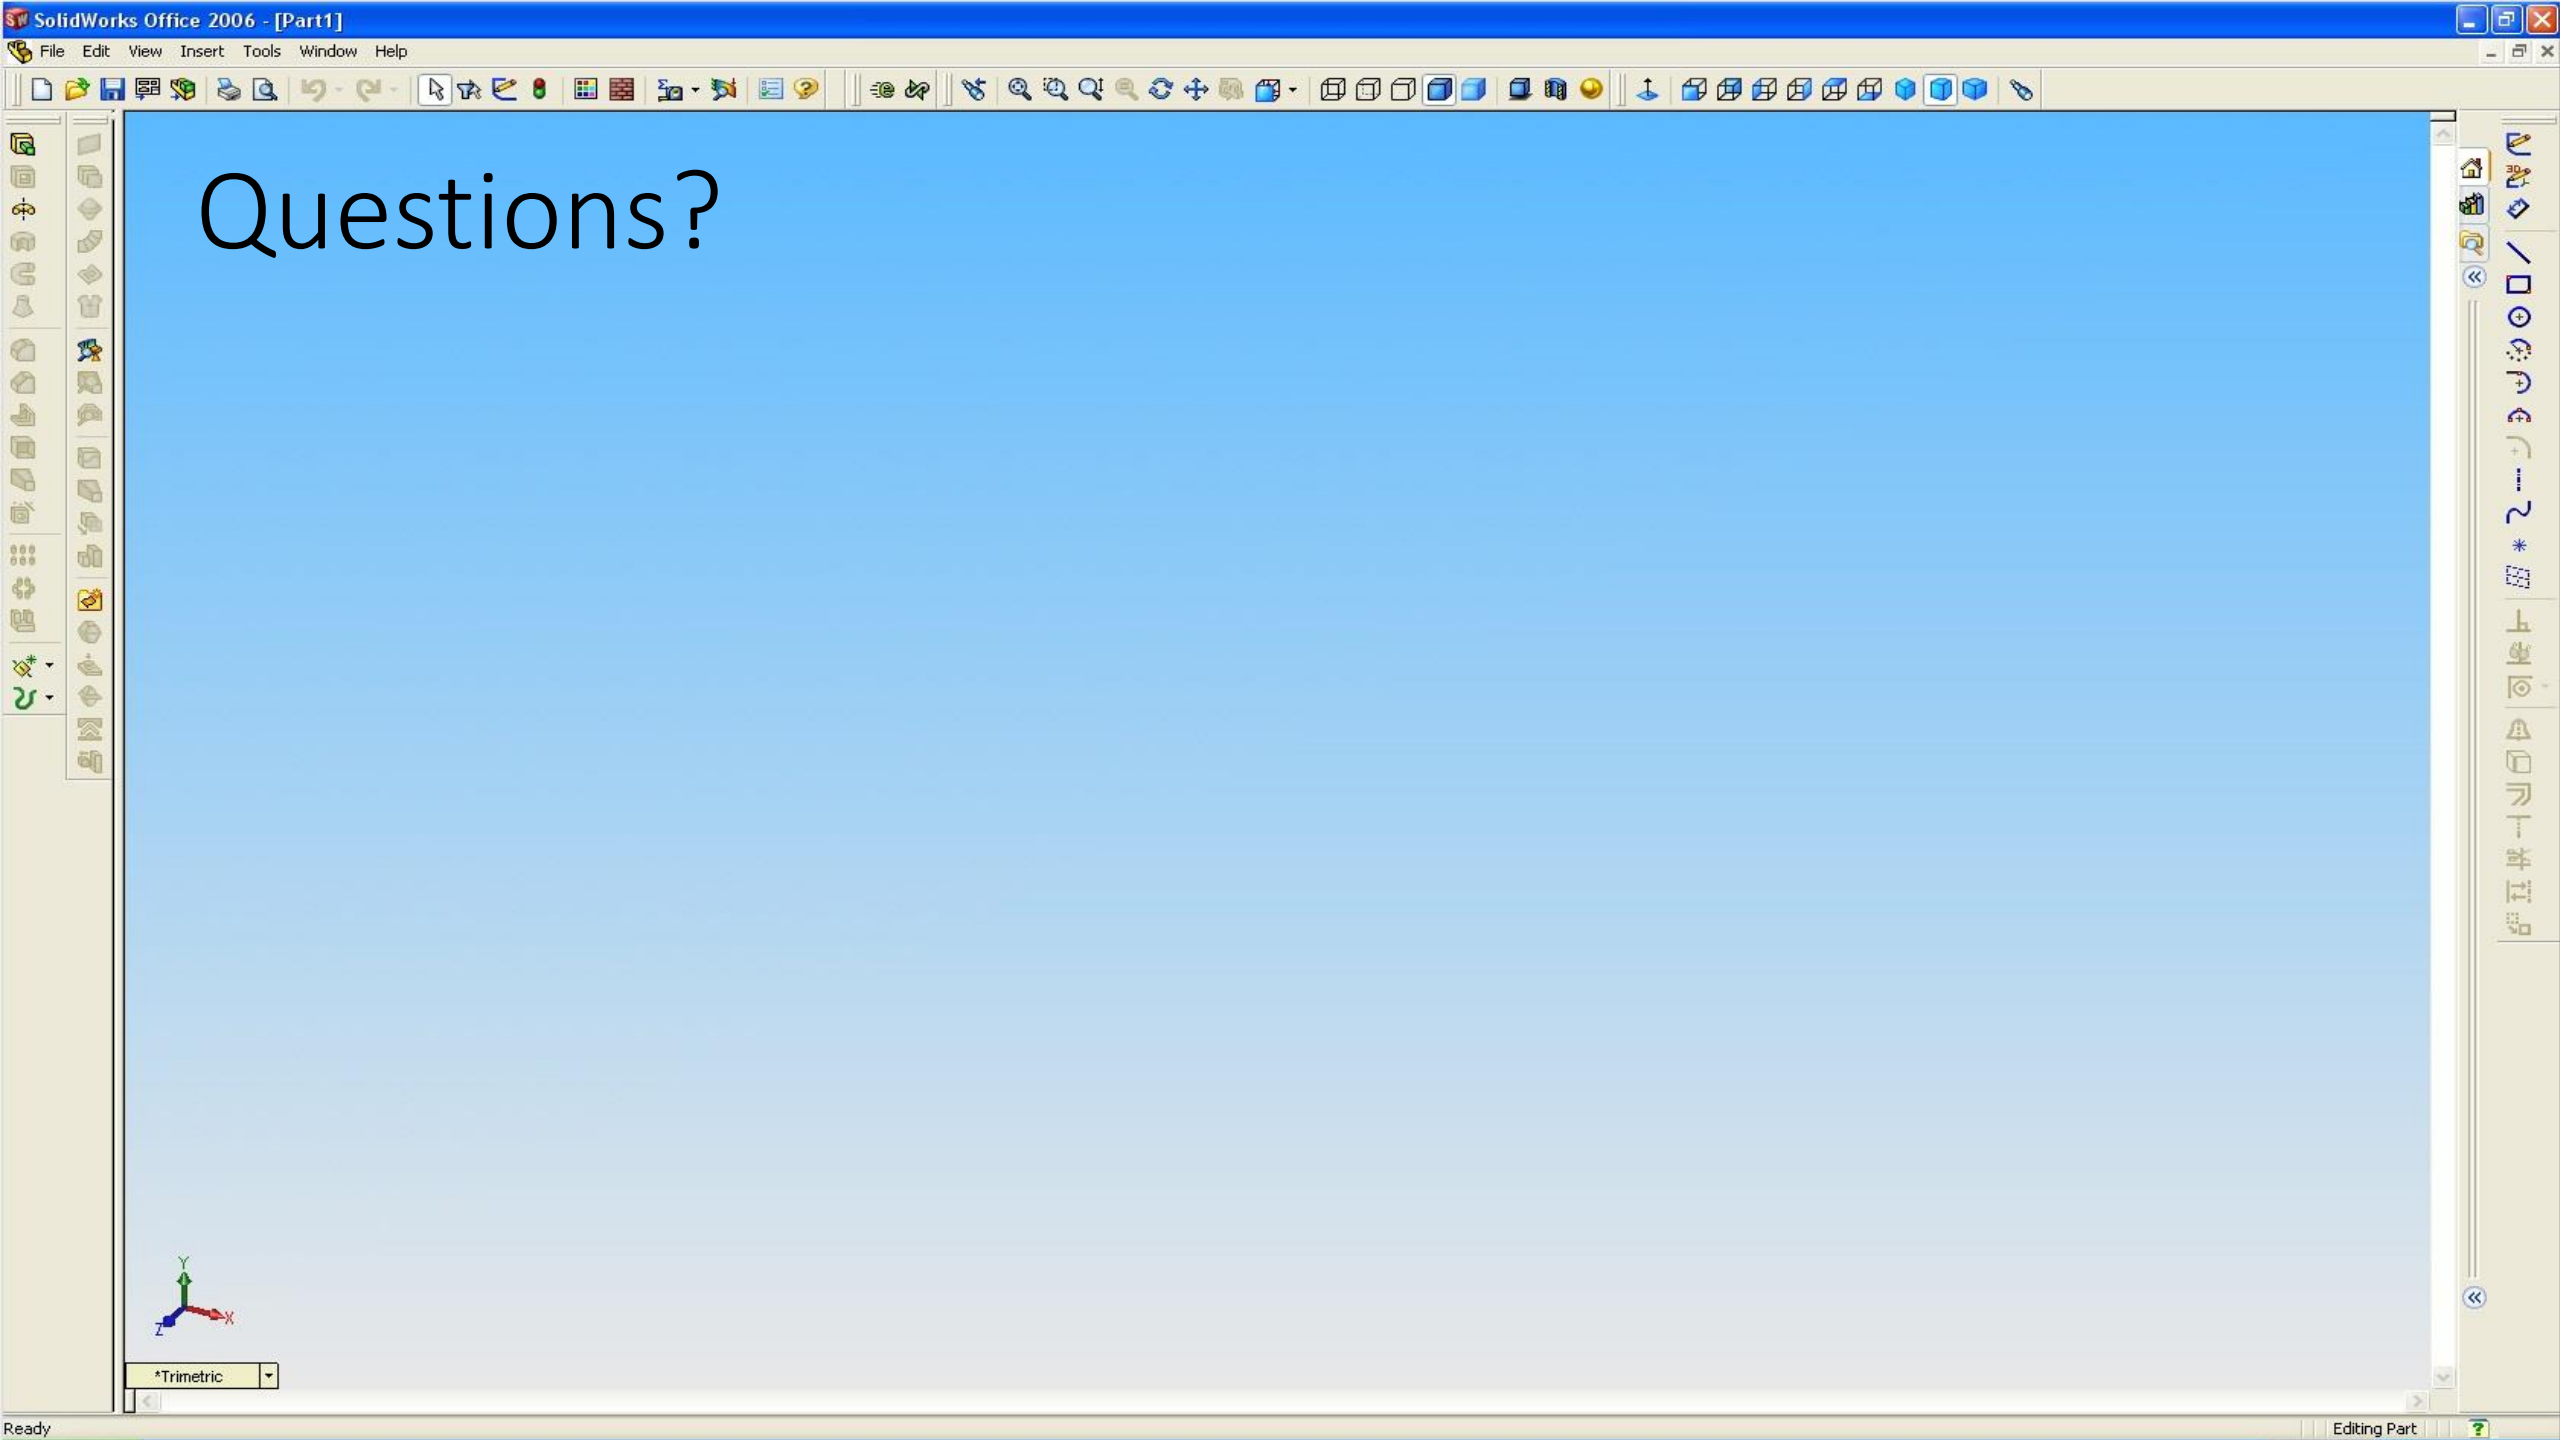 SolidWorks Office 2006 - [Part1]
File Edit View Insert Tools Window Help
Questions?
Y
X
Z
*Trimetric
Ready
Editing Part